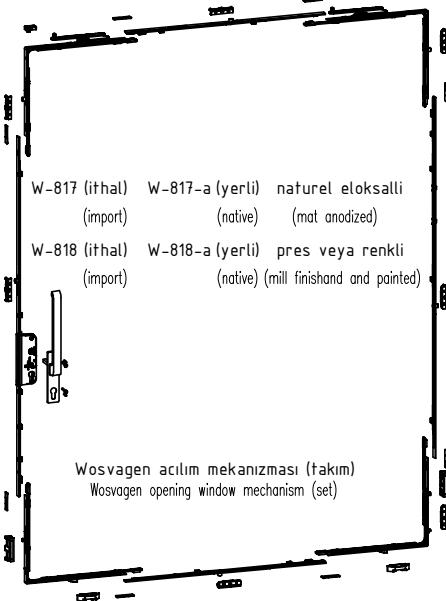 W-817 (ithal) W-817-a (yerli) naturel eloksalli
(import) (native) (mat anodized)
W-818 (ithal) W-818-a (yerli) pres veya renkli
(import) (native) (mill finishand and painted)
Wosvagen acılım mekanızması (takım)
Wosvagen opening window mechanism (set)